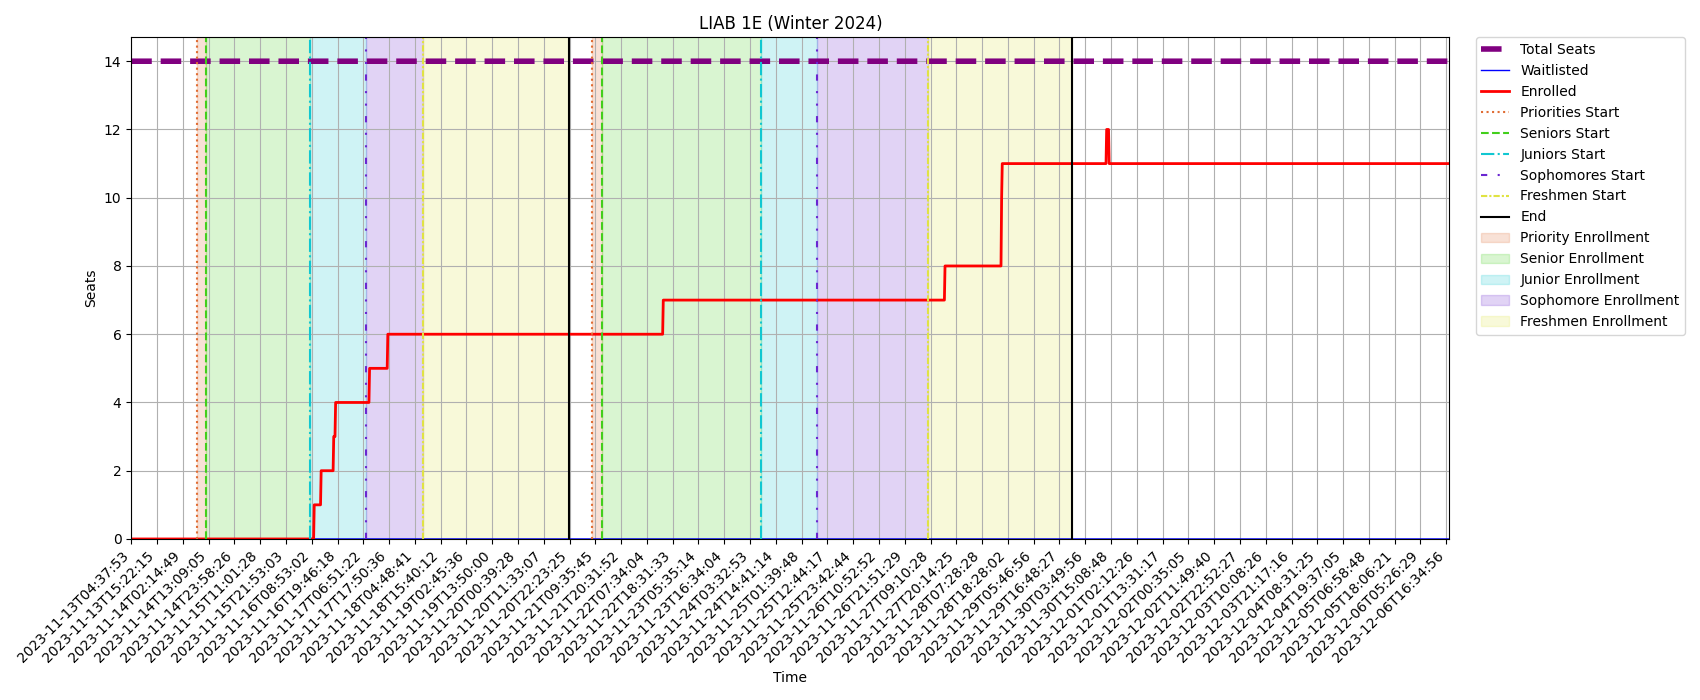 LIAB 1E (Winter 2024)
Seats
14
12
10
8
6
4
2
0
2023-11-13T04:37:53
2023-11-13T15:22:15
2023-11-14T02:14:49
2023-11-14T13:09:05
2023-11-14T23:58:26
2023-11-15T11:01:28
2023-11-15T21:53:03
2023-11-16T08:53:02
2023-11-16T19:46:18
2023-11-17T06:51:22
2023-11-17T17:50:36
2023-11-18T04:48:41
2023-11-18T15:40:12
2023-11-19T02:45:36
2023-11-19T13:50:00
2023-11-20T00:39:28
2023-11-20T11:33:07
2023-11-20T22:23:25
2023-11-21T09:35:45
2023-11-21T20:31:52
2023-11-22T07:34:04
2023-11-22T18:31:33
2023-11-23T05:35:14
2023-11-23T16:34:04
2023-11-24T03:32:53
2023-11-24T14:41:14
2023-11-25T01:39:48
2023-11-25T12:44:17
2023-11-25T23:42:44
2023-11-26T10:52:52
2023-11-26T21:51:29
2023-11-27T09:10:28
2023-11-27T20:14:25
2023-11-28T07:28:28
2023-11-28T18:28:02
2023-11-29T05:46:56
2023-11-29T16:48:27
2023-11-30T03:49:56
2023-11-30T15:08:48
2023-12-01T02:12:26
2023-12-01T13:31:17
2023-12-02T00:35:05
2023-12-02T11:49:40
2023-12-02T22:52:27
2023-12-03T10:08:26
2023-12-03T21:17:16
2023-12-04T08:31:25
2023-12-04T19:37:05
2023-12-05T06:58:48
2023-12-05T18:06:21
2023-12-06T05:26:29
2023-12-06T16:34:56
Time
Total Seats
Waitlisted
Enrolled
Priorities Start
Seniors Start
Juniors Start
Sophomores Start
Freshmen Start
End
Priority Enrollment
Senior Enrollment
Junior Enrollment
Sophomore Enrollment
Freshmen Enrollment